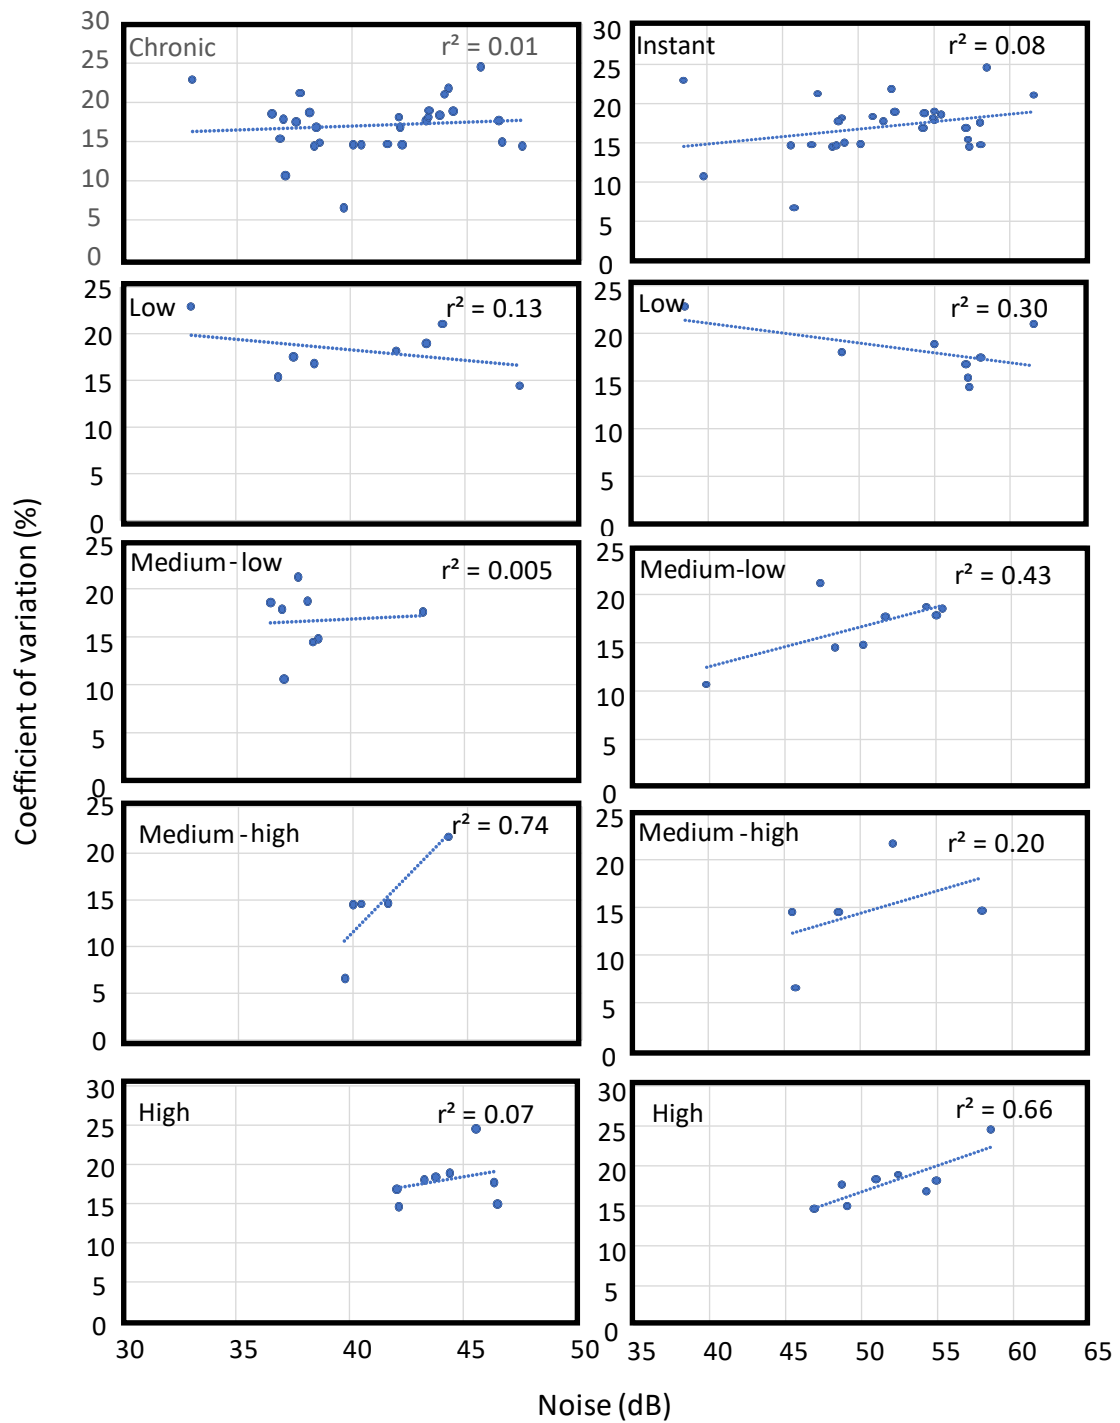 Coefficient of variation (%)
30
25
20
15
10
5
0
Chronic
r² = 0.01
30
25
20
15
10
5
0
Instant
r² = 0.08
25
20
15
10
5
0
Low
r² = 0.13
25
20
15
10
5
0
Low
r² = 0.30
25
20
15
10
5
0
Medium-low
r² = 0.005
25
20
15
10
5
0
Medium-low
r² = 0.43
25
20
15
10
5
0
Medium-high
r² = 0.74
25
20
15
10
5
0
Medium-high
r² = 0.20
30
25
20
15
10
5
0
High
r² = 0.07
30
25
20
15
10
5
0
High
r² = 0.66
30 35 40 45 50
35 40 45 50 55 60 65
Noise (dB)